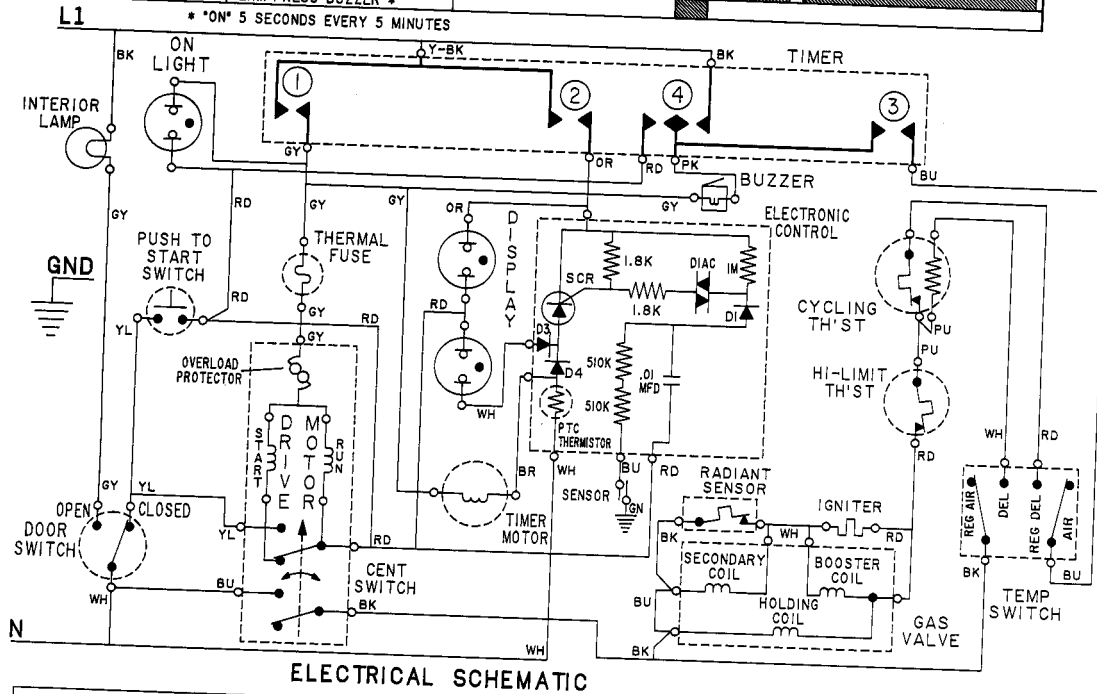 * "ON" 5 SECONDS EVERY 5 MINUTES
L1
BK
ON
LIGHT
Y-BK
BK
TIMER
INTERIOR
LAMP
1
2
4
3
GY
OR
RD
PK
BU
BUZZER
GY
RD
GY
GY
OR
DISPLAY
GY
ELECTRONIC
CONTROL
PUSH TO
START
SWITCH
THERMAL
FUSE
1.8K
DIAC
1M
SCR
1.8K
D1
GND
RD
GY
RD
RD
CYCLING
TH'ST
YL
GY
D3
D4
510K
.01
MFD
510K
PU
PU
OVERLOAD
PROTECTOR
WH
HI-LIMIT
TH'ST
DRIVE
MOTOR
START
RUN
PTC
THERMISTOR
WH
RD
BR
WH
BU
RD
RD
GY
YL
SENSOR
GN
RADIANT
SENSOR
IGNITER
OPEN
CLOSED
DOOR
SWITCH
YL
TIMER
MOTOR
BK
WH
RD
REG AIR
DEL
REG DEL
AIR
RD
CENT
SWITCH
SECONDARY
COIL
BOOSTER
COIL
BK
BU
WH
BU
BK
BU
HOLDING
COIL
TEMP
SWITCH
GAS
VALVE
N
WH
BK
ELECTRICAL SCHEMATIC